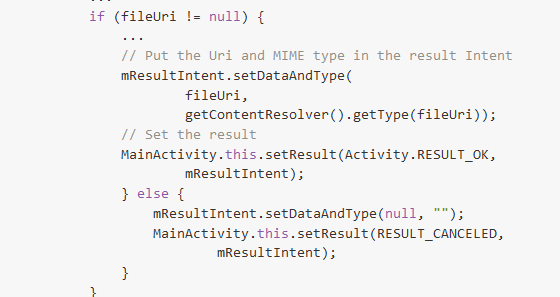 ...
if (fileUri != null) {
...
// Put the Uri and MIME type in the result Intent
mResultIntent.setDataAndType(
fileUri,
getContentResolver().getType(fileUri));
// Set the result
MainActivity.this.setResult(Activity.RESULT_OK,
mResultIntent);
} else {
mResultIntent.setDataAndType(null, "");
MainActivity.this.setResult(RESULT_CANCELED,
mResultIntent);
}
}